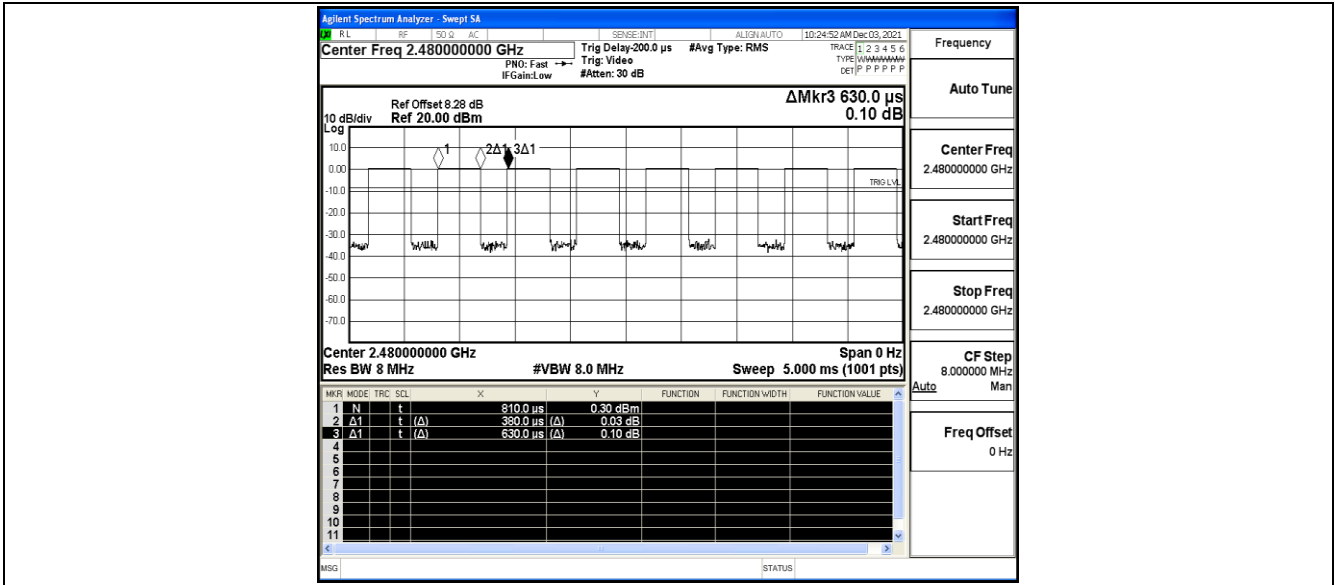 Agilent Spectrum Analyzer - Swept SA
RL RF 50 Ω AC SENSE:INT ALIGN AUTO 10:24:52 AM Dec 03, 2021
Center Freq 2.480000000 GHz
PNO: Fast
IFGain:Low
Trig Delay-200.0 µs
Trig: Video
#Atten: 30 dB
#Avg Type: RMS
TRACE 1 2 3 4 5 6
TYPE
DET P P P P P P
ΔMkr3 630.0 µs
0.10 dB
Ref Offset 8.28 dB
10 dB/div Ref 20.00 dBm
Log
10.0
0.00
-10.0
-20.0
-30.0
-40.0
-50.0
-60.0
-70.0
1
2Δ1
3Δ1
TRIG LVL
Center 2.480000000 GHz Span 0 Hz
Res BW 8 MHz #VBW 8.0 MHz Sweep 5.000 ms (1001 pts)
MKR MODE TRC SCL X Y FUNCTION FUNCTION WIDTH FUNCTION VALUE
1 N t 810.0 µs 0.30 dBm
2 Δ1 t (Δ) 380.0 µs (Δ) 0.03 dB
3 Δ1 t (Δ) 630.0 µs (Δ) 0.10 dB
4
5
6
7
8
9
10
11
MSG STATUS
Frequency
Auto Tune
Center Freq
2.480000000 GHz
Start Freq
2.480000000 GHz
Stop Freq
2.480000000 GHz
CF Step
8.000000 MHz
Auto Man
Freq Offset
0 Hz